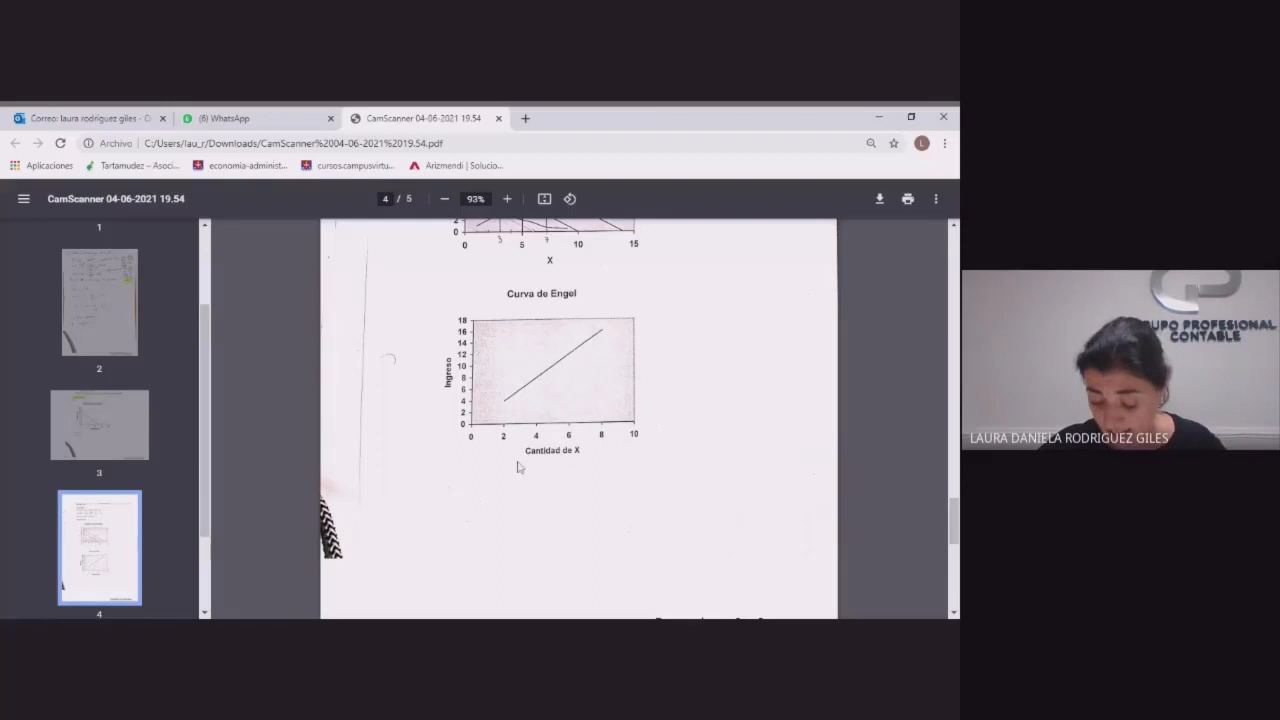 Correo: laura rodriguez giles - O
(6) WhatsApp
CamScanner 04-06-2021 19.54
Archivo
C:/Users/lau_r/Downloads/CamScanner%2004-06-2021%2019.54.pdf
L
Aplicaciones
Tartamudez – Asoci...
economia-administ...
cursos.campusvirtu...
Arizmendi | Solucio...
CamScanner 04-06-2021 19.54
4 / 5
93%
1
2
3
4
2
0
0
3
5
7
10
15
X
Curva de Engel
18
16
14
12
10
8
6
4
2
0
Ingreso
0 2 4 6 8 10
Cantidad de X
GRUPO PROFESIONAL
CONTABLE
LAURA DANIELA RODRIGUEZ GILES